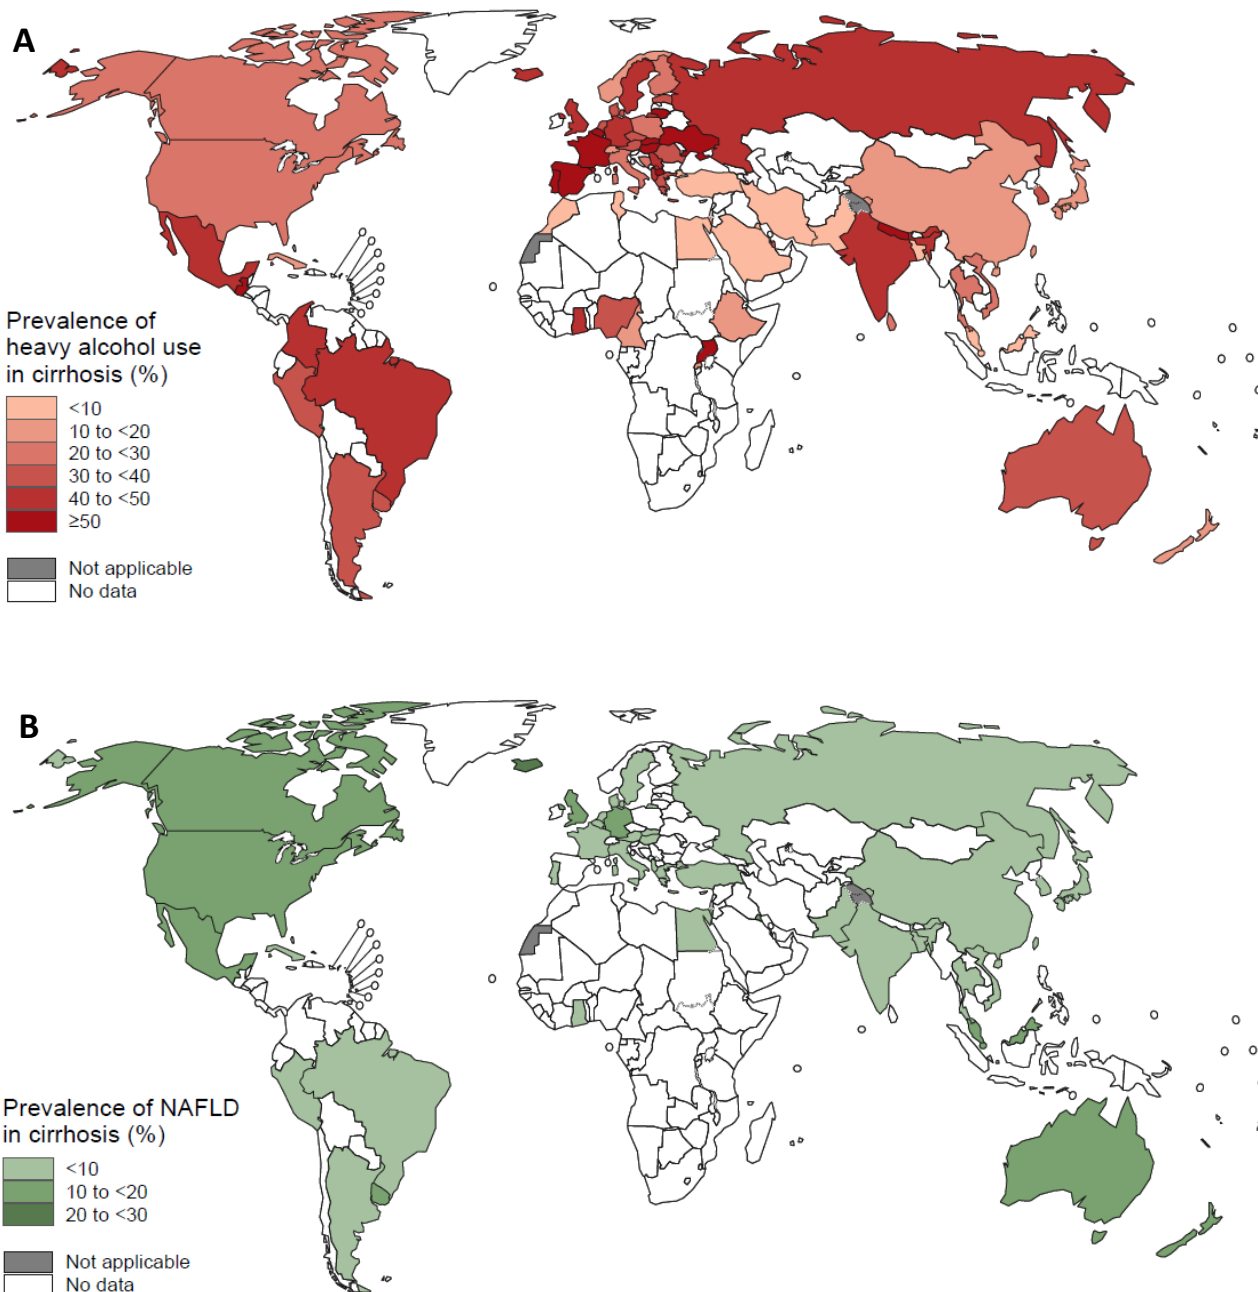 A
Prevalence of
heavy alcohol use
in cirrhosis (%)
<10
10 to <20
20 to <30
30 to <40
40 to <50
≥50
Not applicable
No data
B
Prevalence of NAFLD
in cirrhosis (%)
<10
10 to <20
20 to <30
Not applicable
No data